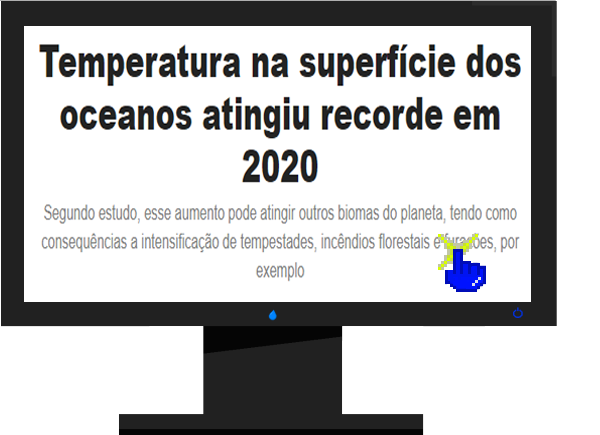 Temperatura na superfície dos
oceanos atingiu recorde em
2020
Segundo estudo, esse aumento pode atingir outros biomas do planeta, tendo como
consequências a intensificação de tempestades, incêndios florestais e furacões, por
exemplo